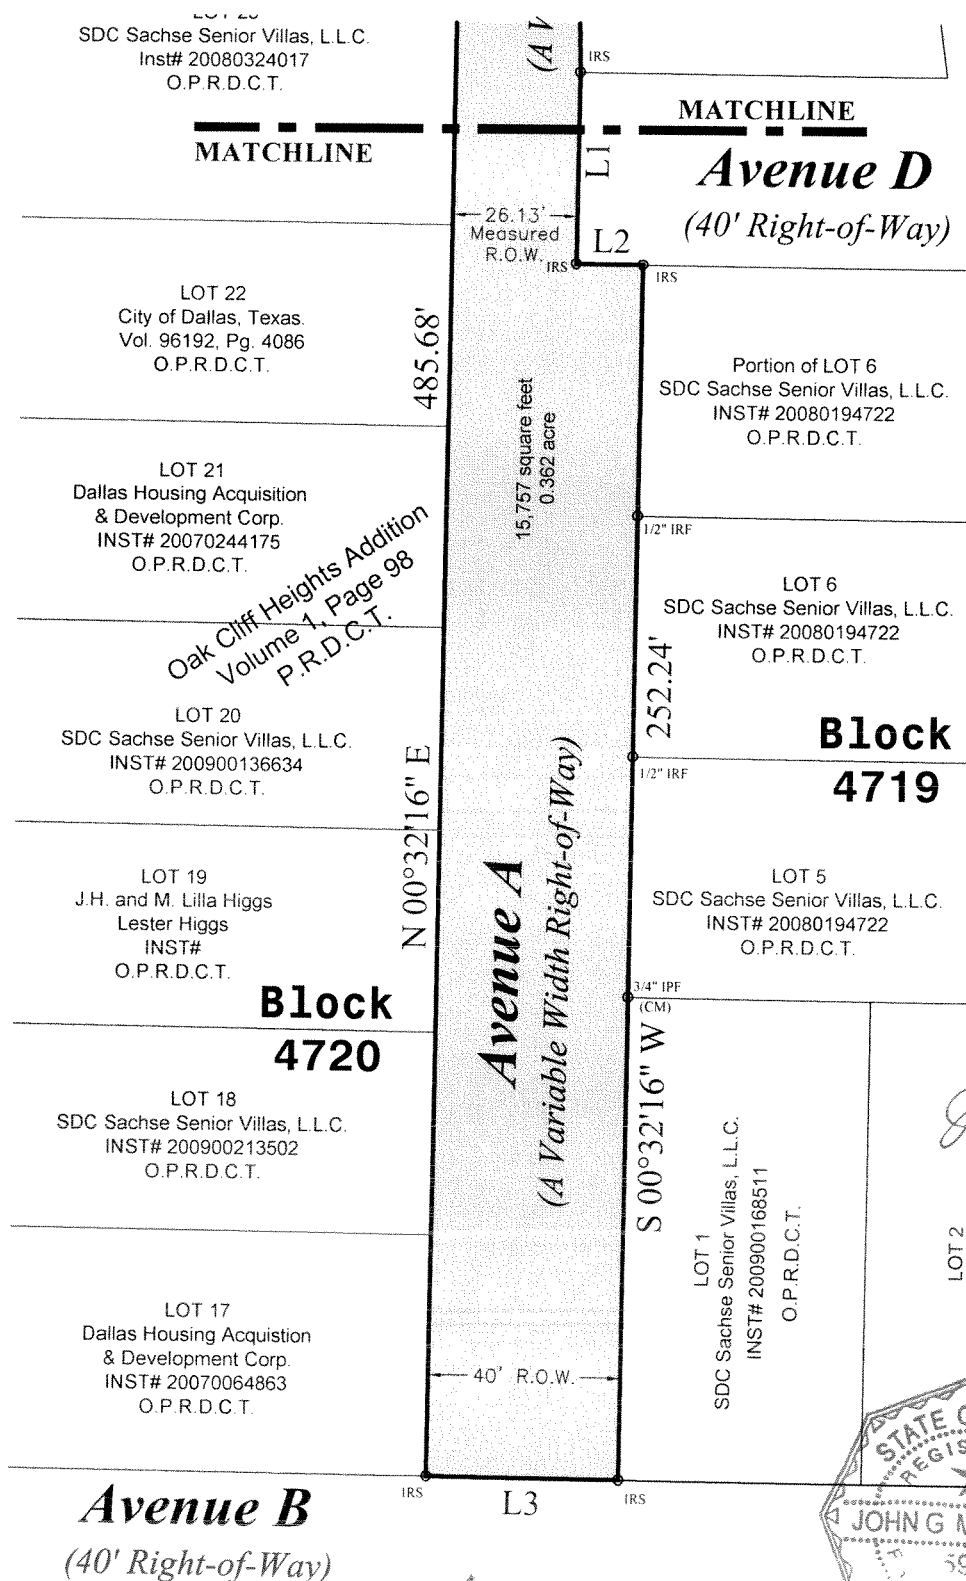 LOT 23
SDC Sachse Senior Villas, L.L.C.
Inst# 20080324017
O.P.R.D.C.T.
(A V
IRS
MATCHLINE
MATCHLINE
L1
Avenue D
(40' Right-of-Way)
26.13'
Measured
R.O.W.
L2
IRS
IRS
LOT 22
City of Dallas, Texas.
Vol. 96192, Pg. 4086
O.P.R.D.C.T.
485.68'
15,757 square feet
0.362 acre
Portion of LOT 6
SDC Sachse Senior Villas, L.L.C.
INST# 20080194722
O.P.R.D.C.T.
LOT 21
Dallas Housing Acquisition
& Development Corp.
INST# 20070244175
O.P.R.D.C.T.
1/2" IRF
Oak Cliff Heights Addition
Volume 1, Page 98
P.R.D.C.T.
LOT 6
SDC Sachse Senior Villas, L.L.C.
INST# 20080194722
O.P.R.D.C.T.
252.24'
LOT 20
SDC Sachse Senior Villas, L.L.C.
INST# 200900136634
O.P.R.D.C.T.
N 00°32'16" E
Block
4719
1/2" IRF
Avenue A
(A Variable Width Right-of-Way)
LOT 19
J.H. and M. Lilla Higgs
Lester Higgs
INST#
O.P.R.D.C.T.
LOT 5
SDC Sachse Senior Villas, L.L.C.
INST# 20080194722
O.P.R.D.C.T.
Block
4720
3/4" IPF
(CM)
S 00°32'16" W
LOT 18
SDC Sachse Senior Villas, L.L.C.
INST# 200900213502
O.P.R.D.C.T.
LOT 1
SDC Sachse Senior Villas, L.L.C.
INST# 200900168511
O.P.R.D.C.T.
LOT 2
LOT 17
Dallas Housing Acquistion
& Development Corp.
INST# 20070064863
O.P.R.D.C.T.
40' R.O.W.
IRS
L3
IRS
Avenue B
(40' Right-of-Way)
STATE O
REGIS
JOHN G M
59